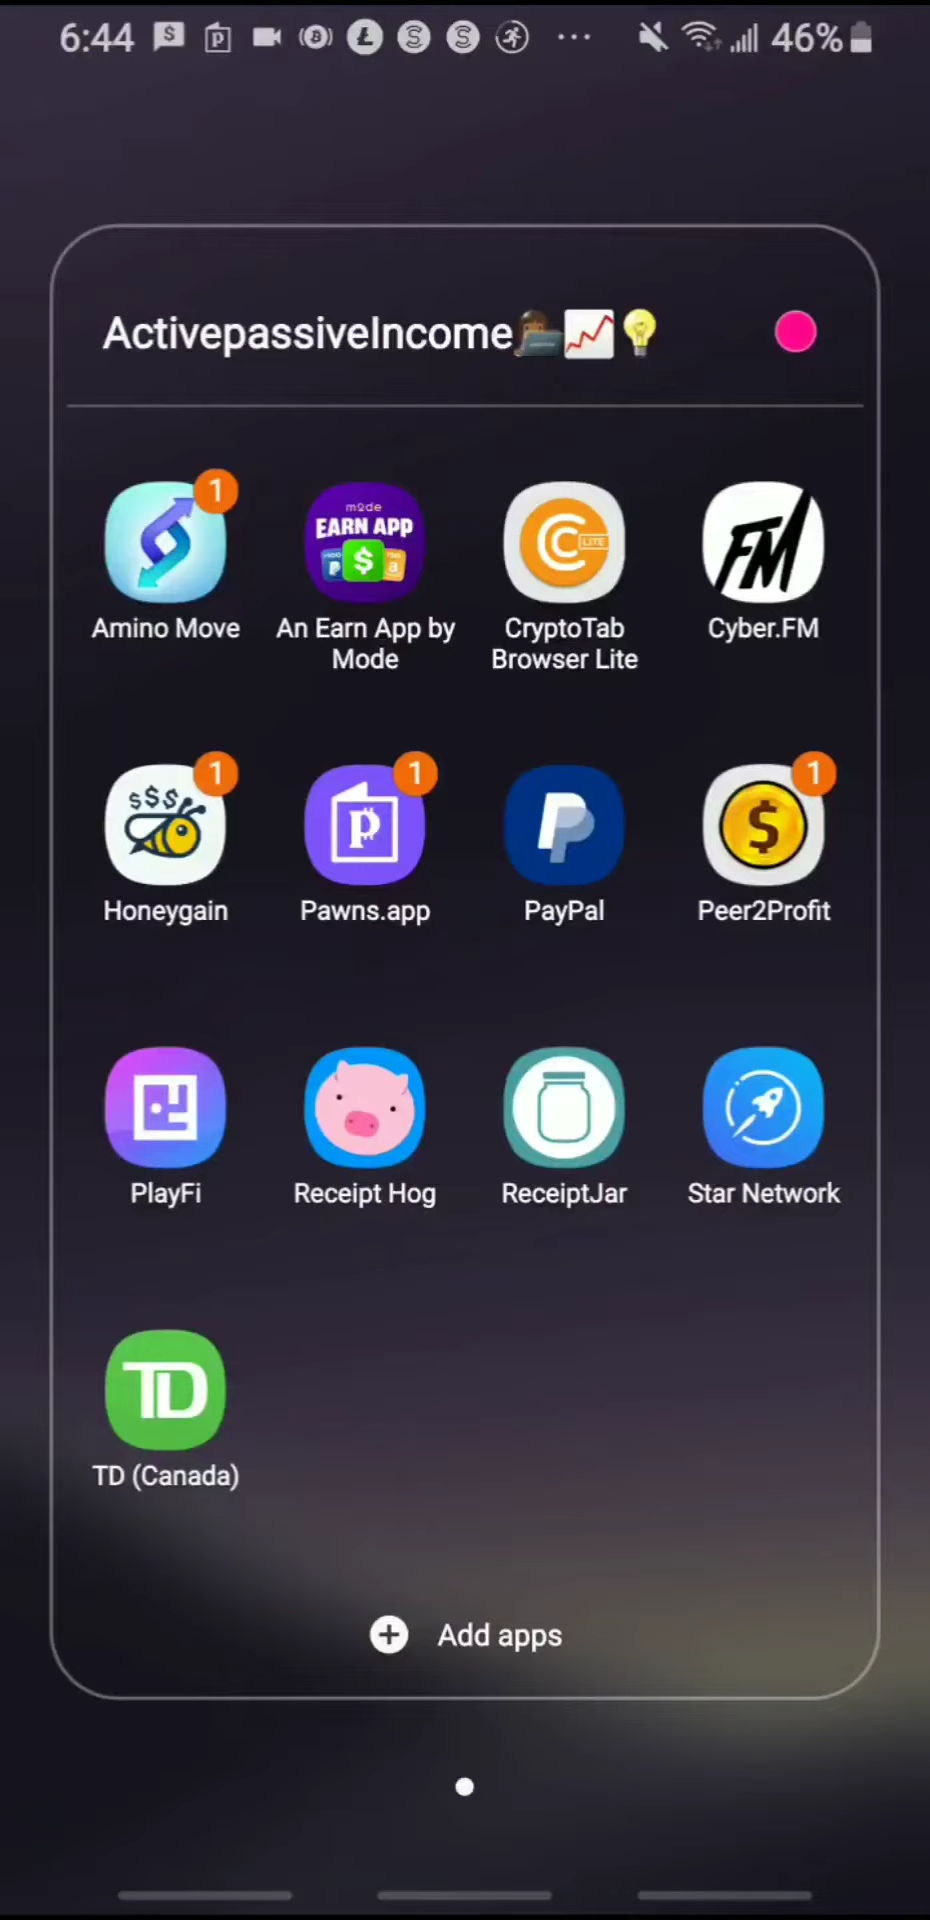 6:44 46%
ActivepassiveIncome
1
mode
EARN APP
LITE
FM
Amino Move
An Earn App by
Mode
CryptoTab
Browser Lite
Cyber.FM
1
$$$
1
1
Honeygain
Pawns.app
PayPal
Peer2Profit
PlayFi
Receipt Hog
ReceiptJar
Star Network
TD
TD (Canada)
Add apps